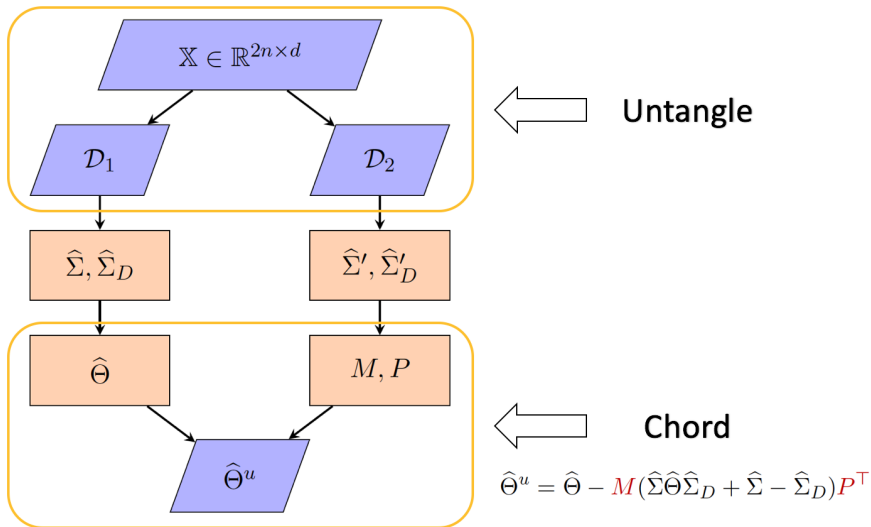 𝕏 ∈ ℝ^{2n×d}
Untangle
𝒟₁
𝒟₂
Σ̂, Σ̂_D
Σ̂′, Σ̂′_D
Θ̂
M, P
Chord
Θ̂^u
Θ̂^u = Θ̂ − M(Σ̂Θ̂Σ̂_D + Σ̂ − Σ̂_D)P^⊤